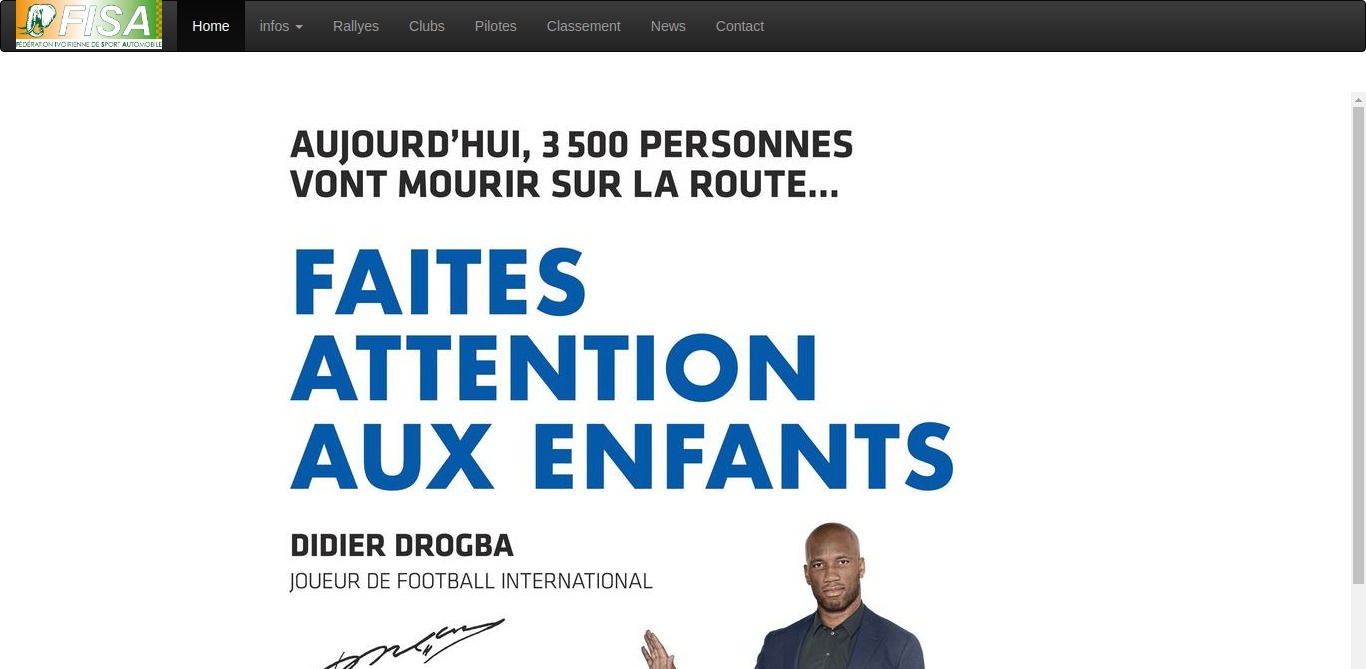 FISA
FÉDÉRATION IVOIRIENNE DE SPORT AUTOMOBILE
Home
infos
Rallyes
Clubs
Pilotes
Classement
News
Contact
AUJOURD’HUI, 3 500 PERSONNES
VONT MOURIR SUR LA ROUTE...
FAITES
ATTENTION
AUX ENFANTS
DIDIER DROGBA
JOUEUR DE FOOTBALL INTERNATIONAL